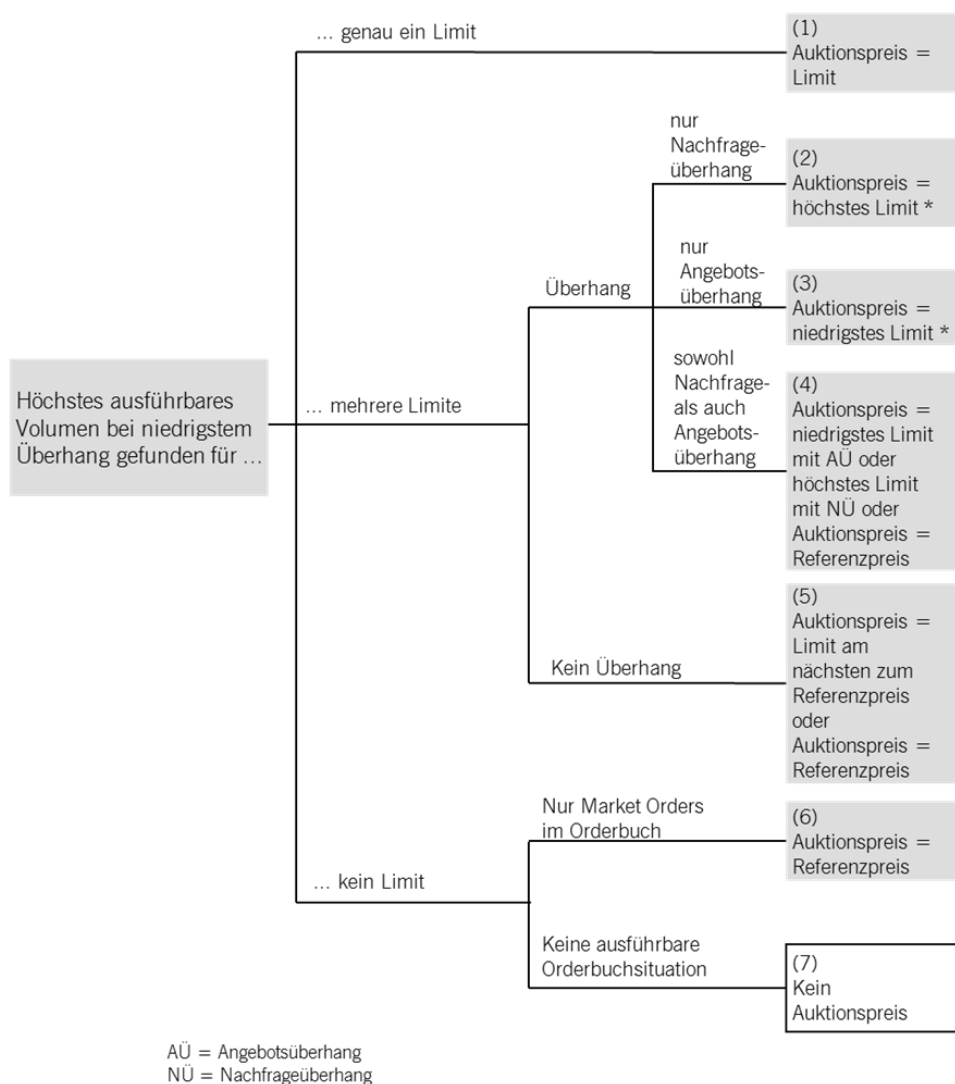 ... genau ein Limit
(1)
Auktionspreis =
Limit
nur
Nachfrage-
überhang
(2)
Auktionspreis =
höchstes Limit *
nur
Angebots-
überhang
Überhang
(3)
Auktionspreis =
niedrigstes Limit *
sowohl
Nachfrage-
als auch
Angebots-
überhang
(4)
Auktionspreis =
niedrigstes Limit
mit AÜ oder
höchstes Limit
mit NÜ oder
Auktionspreis =
Referenzpreis
Höchstes ausführbares
Volumen bei niedrigstem
Überhang gefunden für ...
... mehrere Limite
Kein Überhang
(5)
Auktionspreis =
Limit am
nächsten zum
Referenzpreis
oder
Auktionspreis =
Referenzpreis
Nur Market Orders
im Orderbuch
(6)
Auktionspreis =
Referenzpreis
... kein Limit
Keine ausführbare
Orderbuchsituation
(7)
Kein
Auktionspreis
AÜ = Angebotsüberhang
NÜ = Nachfrageüberhang